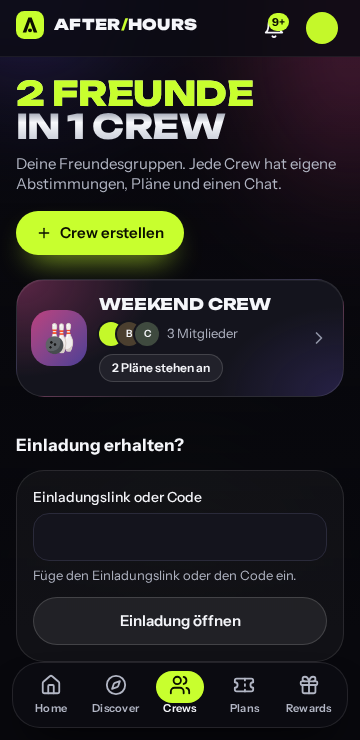 AFTER/HOURS
9+
2 FREUNDE
IN 1 CREW
Deine Freundesgruppen. Jede Crew hat eigene
Abstimmungen, Pläne und einen Chat.
+ Crew erstellen
WEEKEND CREW
B C 3 Mitglieder
2 Pläne stehen an
Einladung erhalten?
Einladungslink oder Code
Füge den Einladungslink oder den Code ein.
Einladung öffnen
Home Discover Crews Plans Rewards